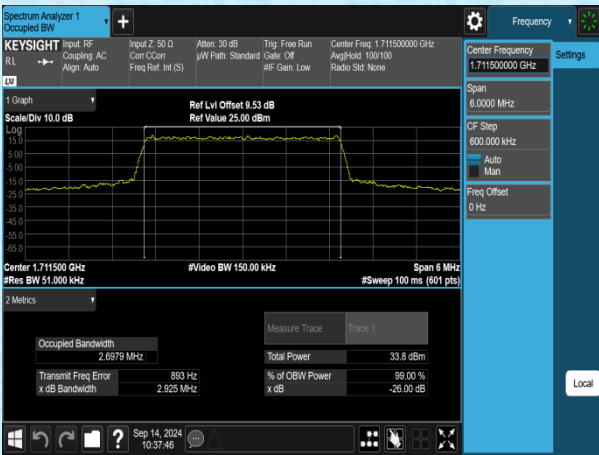 Spectrum Analyzer 1
Occupied BW
+
Frequency
KEYSIGHT
R L
LXI
Input: RF
Coupling: AC
Align: Auto
Input Z: 50 Ω
Corr CCorr
Freq Ref: Int (S)
Atten: 30 dB
µW Path: Standard
Trig: Free Run
Gate: Off
#IF Gain: Low
Center Freq: 1.711500000 GHz
Avg|Hold: 100/100
Radio Std: None
Center Frequency
1.711500000 GHz
Settings
Span
6.0000 MHz
CF Step
600.000 kHz
Auto
Man
Freq Offset
0 Hz
Local
1 Graph
Scale/Div 10.0 dB
Ref Lvl Offset 9.53 dB
Ref Value 25.00 dBm
Log
15.0
5.00
-5.00
-15.0
-25.0
-35.0
-45.0
-55.0
-65.0
Center 1.711500 GHz
#Video BW 150.00 kHz
Span 6 MHz
#Res BW 51.000 kHz
#Sweep 100 ms (601 pts)
2 Metrics
Measure Trace
Trace 1
Occupied Bandwidth
2.6979 MHz
Total Power
33.8 dBm
Transmit Freq Error
893 Hz
% of OBW Power
99.00 %
x dB Bandwidth
2.925 MHz
x dB
-26.00 dB
?
Sep 14, 2024
10:37:46